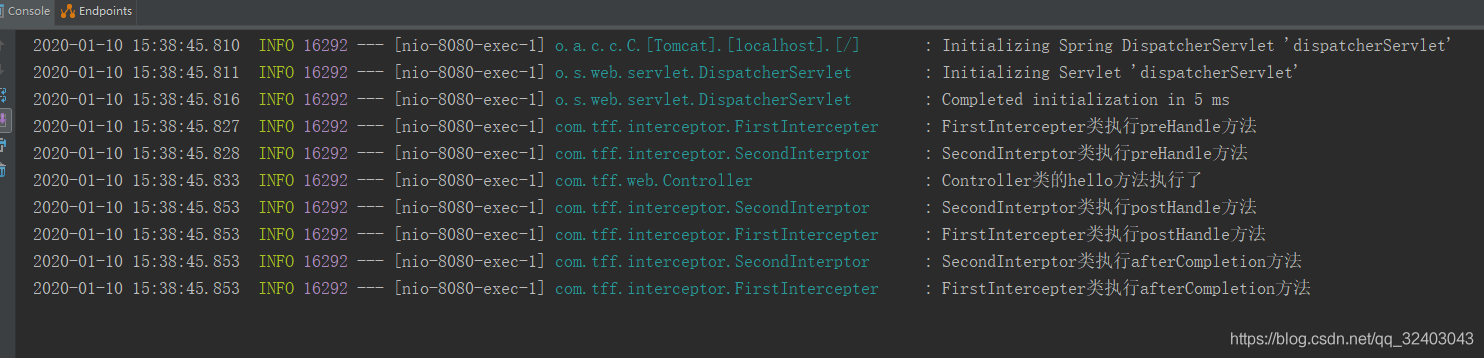 Console Endpoints
2020-01-10 15:38:45.810 INFO 16292 --- [nio-8080-exec-1] o.a.c.c.C.[Tomcat].[localhost].[/] : Initializing Spring DispatcherServlet 'dispatcherServlet'
2020-01-10 15:38:45.811 INFO 16292 --- [nio-8080-exec-1] o.s.web.servlet.DispatcherServlet : Initializing Servlet 'dispatcherServlet'
2020-01-10 15:38:45.816 INFO 16292 --- [nio-8080-exec-1] o.s.web.servlet.DispatcherServlet : Completed initialization in 5 ms
2020-01-10 15:38:45.827 INFO 16292 --- [nio-8080-exec-1] com.tff.interceptor.FirstIntercepter : FirstIntercepter类执行preHandle方法
2020-01-10 15:38:45.828 INFO 16292 --- [nio-8080-exec-1] com.tff.interceptor.SecondInterptor : SecondInterptor类执行preHandle方法
2020-01-10 15:38:45.833 INFO 16292 --- [nio-8080-exec-1] com.tff.web.Controller : Controller类的hello方法执行了
2020-01-10 15:38:45.853 INFO 16292 --- [nio-8080-exec-1] com.tff.interceptor.SecondInterptor : SecondInterptor类执行postHandle方法
2020-01-10 15:38:45.853 INFO 16292 --- [nio-8080-exec-1] com.tff.interceptor.FirstIntercepter : FirstIntercepter类执行postHandle方法
2020-01-10 15:38:45.853 INFO 16292 --- [nio-8080-exec-1] com.tff.interceptor.SecondInterptor : SecondInterptor类执行afterCompletion方法
2020-01-10 15:38:45.853 INFO 16292 --- [nio-8080-exec-1] com.tff.interceptor.FirstIntercepter : FirstIntercepter类执行afterCompletion方法
https://blog.csdn.net/qq_32403043